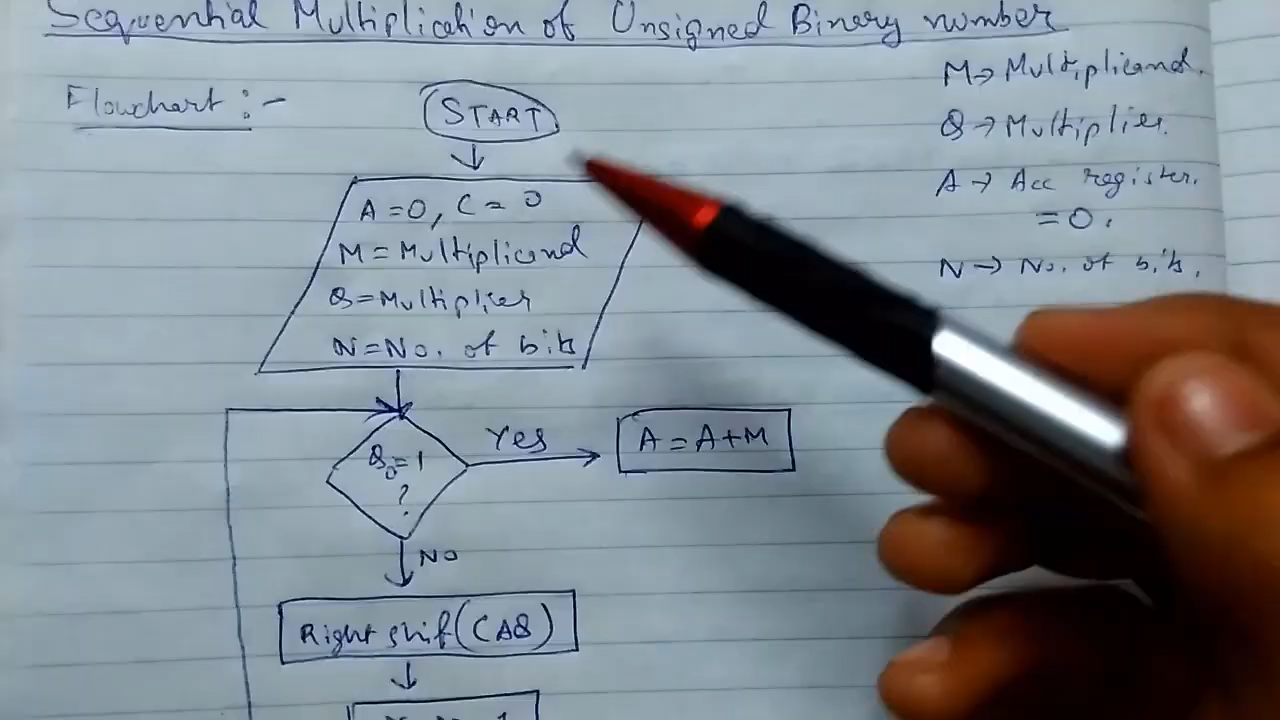 Sequential Multiplication of Unsigned Binary number
Flowchart :-
START
A = 0, C = 0
M = Multiplicand
Q = Multiplier
N = No. of bits
Q0 = 1
?
Yes
A = A + M
No
Right shif (CAQ)
M → Multiplicand.
Q → Multiplier.
A → Acc register.
= 0.
N → No. of bits.